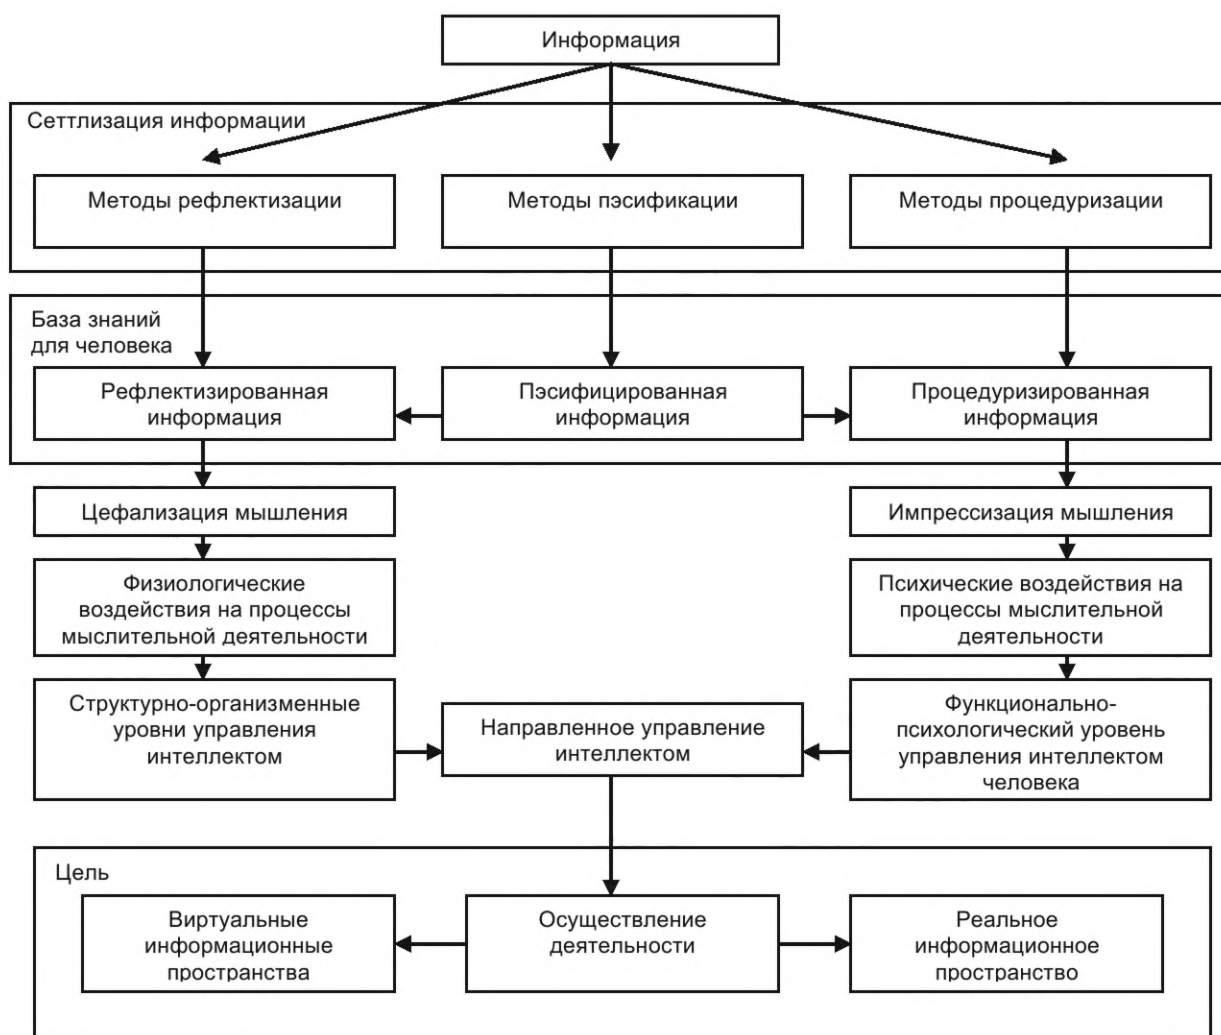 Информация
Сеттлизация информации
Методы рефлектизации
Методы пэсификации
Методы процедуризации
База знаний
для человека
Рефлектизированная
информация
Пэсифицированная
информация
Процедуризированная
информация
Цефализация мышления
Импрессизация мышления
Физиологические
воздействия на процессы
мыслительной деятельности
Психические воздействия на
процессы мыслительной
деятельности
Структурно-организменные
уровни управления
интеллектом
Направленное управление
интеллектом
Функционально-
психологический уровень
управления интеллектом
человека
Цель
Виртуальные
информационные
пространства
Осуществление
деятельности
Реальное
информационное
пространство